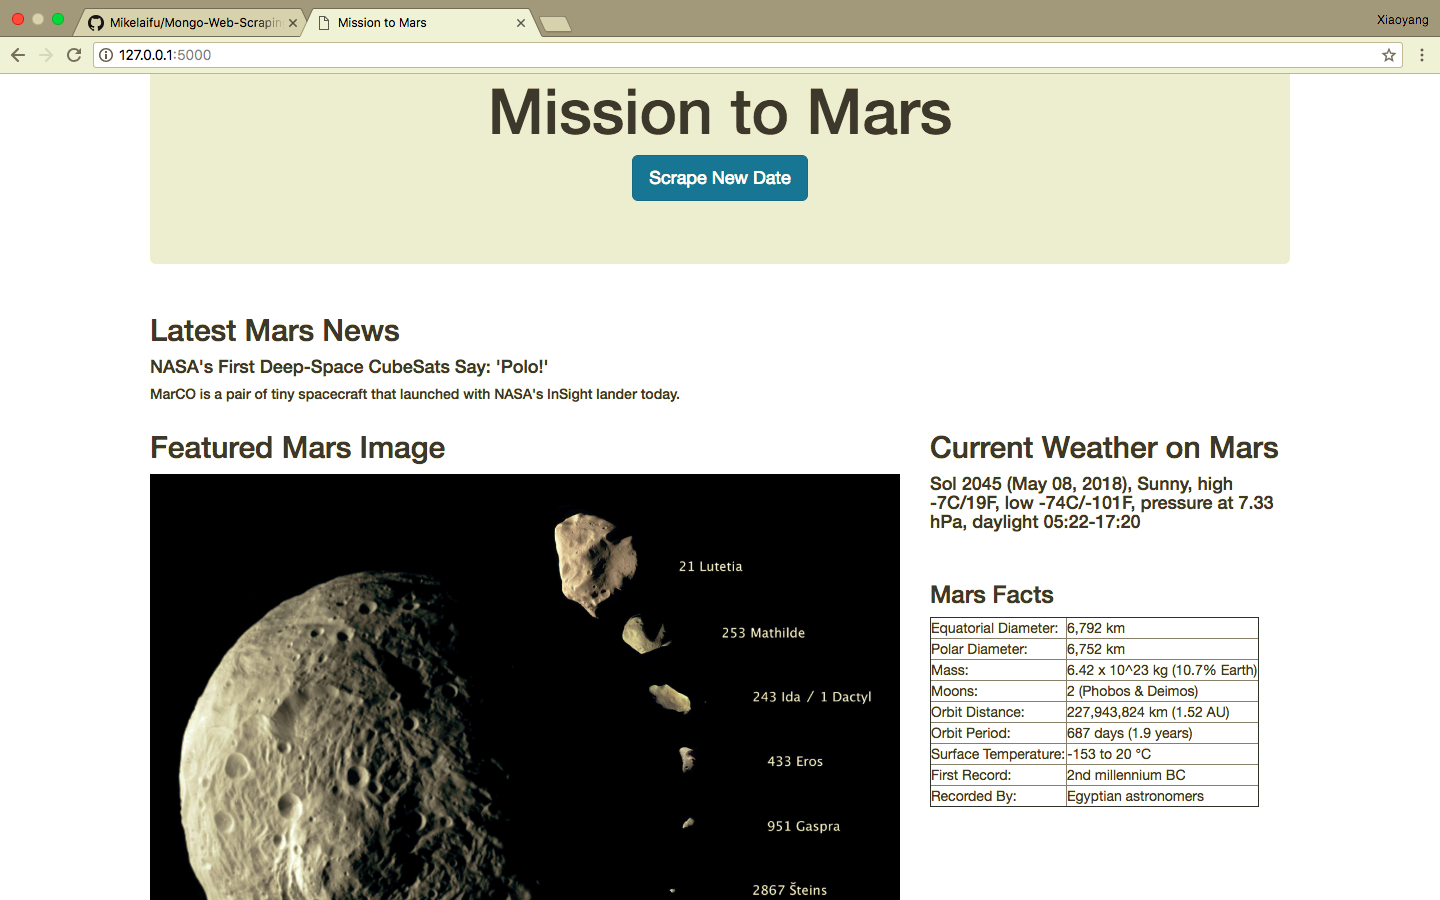 Mikelaifu/Mongo-Web-Scrapin
Mission to Mars
Xiaoyang
127.0.0.1:5000
Mission to Mars
Scrape New Date
Latest Mars News
NASA's First Deep-Space CubeSats Say: 'Polo!'
MarCO is a pair of tiny spacecraft that launched with NASA's InSight lander today.
Featured Mars Image
21 Lutetia
253 Mathilde
243 Ida / 1 Dactyl
433 Eros
951 Gaspra
2867 Šteins
Current Weather on Mars
Sol 2045 (May 08, 2018), Sunny, high
-7C/19F, low -74C/-101F, pressure at 7.33
hPa, daylight 05:22-17:20
Mars Facts
Equatorial Diameter: 6,792 km
Polar Diameter: 6,752 km
Mass: 6.42 x 10^23 kg (10.7% Earth)
Moons: 2 (Phobos & Deimos)
Orbit Distance: 227,943,824 km (1.52 AU)
Orbit Period: 687 days (1.9 years)
Surface Temperature: -153 to 20 °C
First Record: 2nd millennium BC
Recorded By: Egyptian astronomers